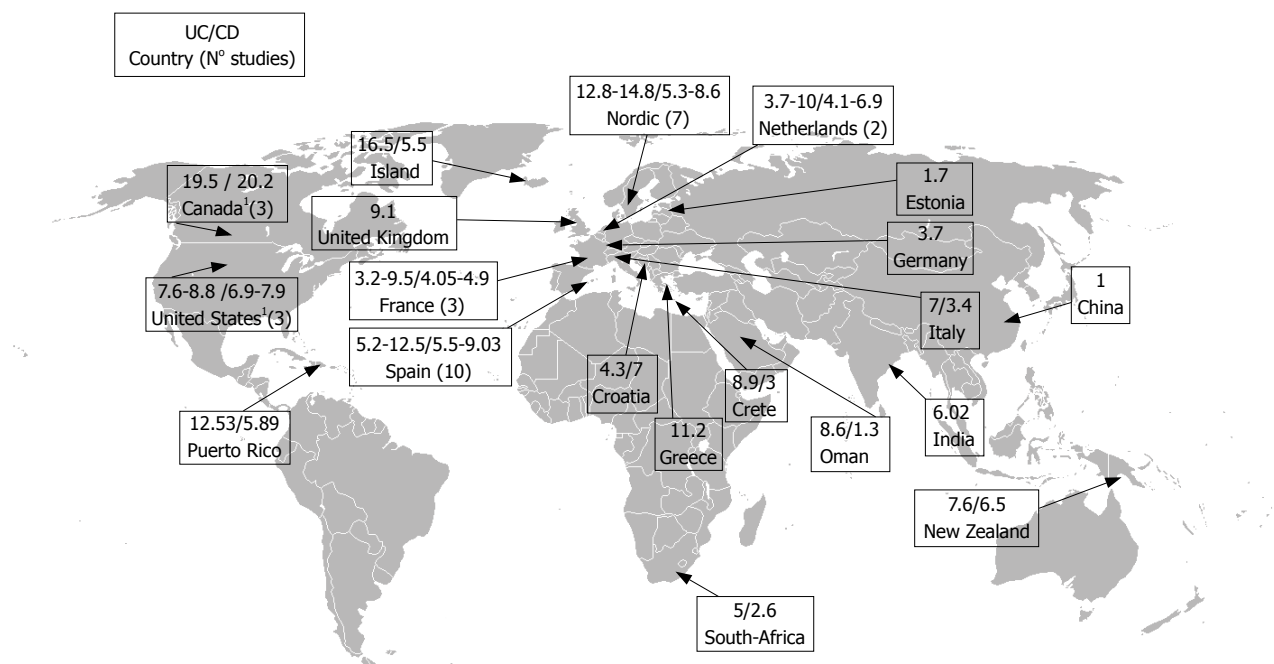 UC/CD
Country (N° studies)
12.8-14.8/5.3-8.6
Nordic (7)
3.7-10/4.1-6.9
Netherlands (2)
16.5/5.5
Island
19.5 / 20.2
Canada¹(3)
1.7
Estonia
9.1
United Kingdom
3.7
Germany
3.2-9.5/4.05-4.9
France (3)
7.6-8.8 /6.9-7.9
United States¹(3)
1
China
7/3.4
Italy
5.2-12.5/5.5-9.03
Spain (10)
4.3/7
Croatia
8.9/3
Crete
12.53/5.89
Puerto Rico
11.2
Greece
8.6/1.3
Oman
6.02
India
7.6/6.5
New Zealand
5/2.6
South-Africa